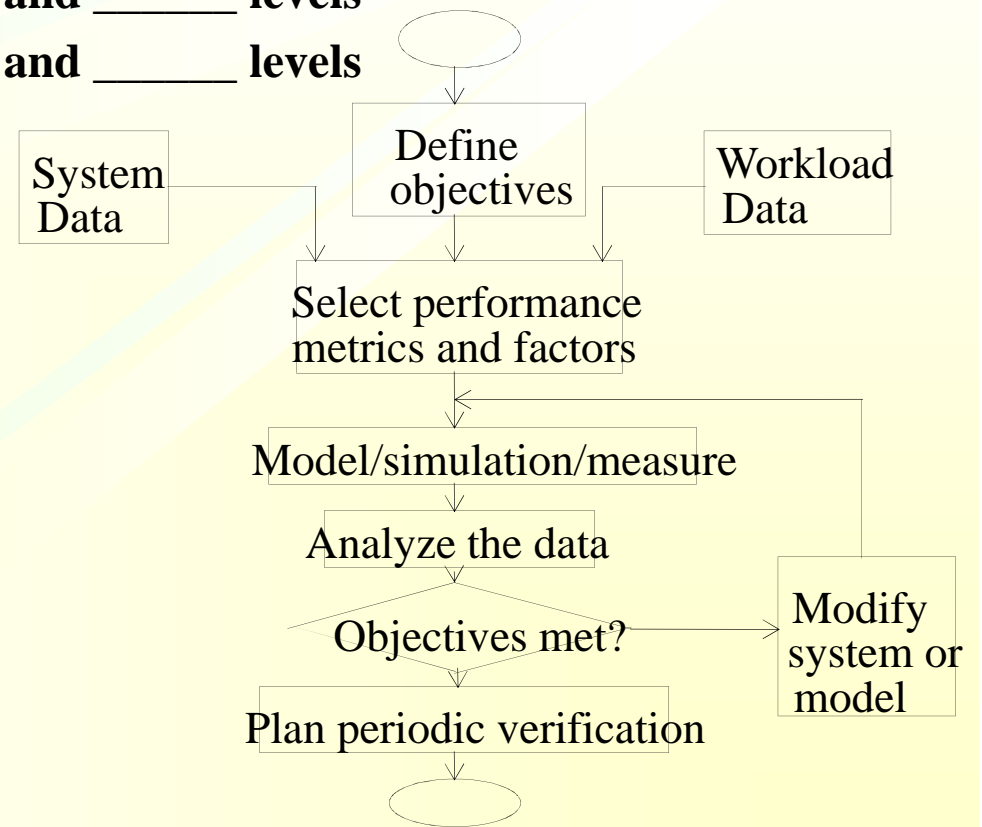 and ______ levels
and ______ levels
Define
objectives
System
Data
Workload
Data
Select performance
metrics and factors
Model/simulation/measure
Analyze the data
Objectives met?
Modify
system or
model
Plan periodic verification